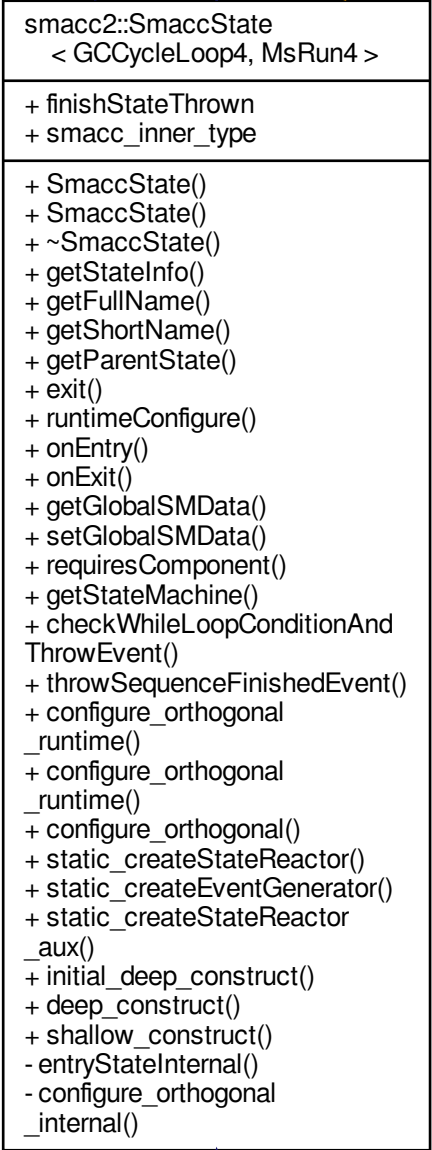 smacc2::SmaccState
< GCCycleLoop4, MsRun4 >
+ finishStateThrown
+ smacc_inner_type
+ SmaccState()
+ SmaccState()
+ ~SmaccState()
+ getStateInfo()
+ getFullName()
+ getShortName()
+ getParentState()
+ exit()
+ runtimeConfigure()
+ onEntry()
+ onExit()
+ getGlobalSMData()
+ setGlobalSMData()
+ requiresComponent()
+ getStateMachine()
+ checkWhileLoopConditionAnd
ThrowEvent()
+ throwSequenceFinishedEvent()
+ configure_orthogonal
_runtime()
+ configure_orthogonal
_runtime()
+ configure_orthogonal()
+ static_createStateReactor()
+ static_createEventGenerator()
+ static_createStateReactor
_aux()
+ initial_deep_construct()
+ deep_construct()
+ shallow_construct()
- entryStateInternal()
- configure_orthogonal
_internal()